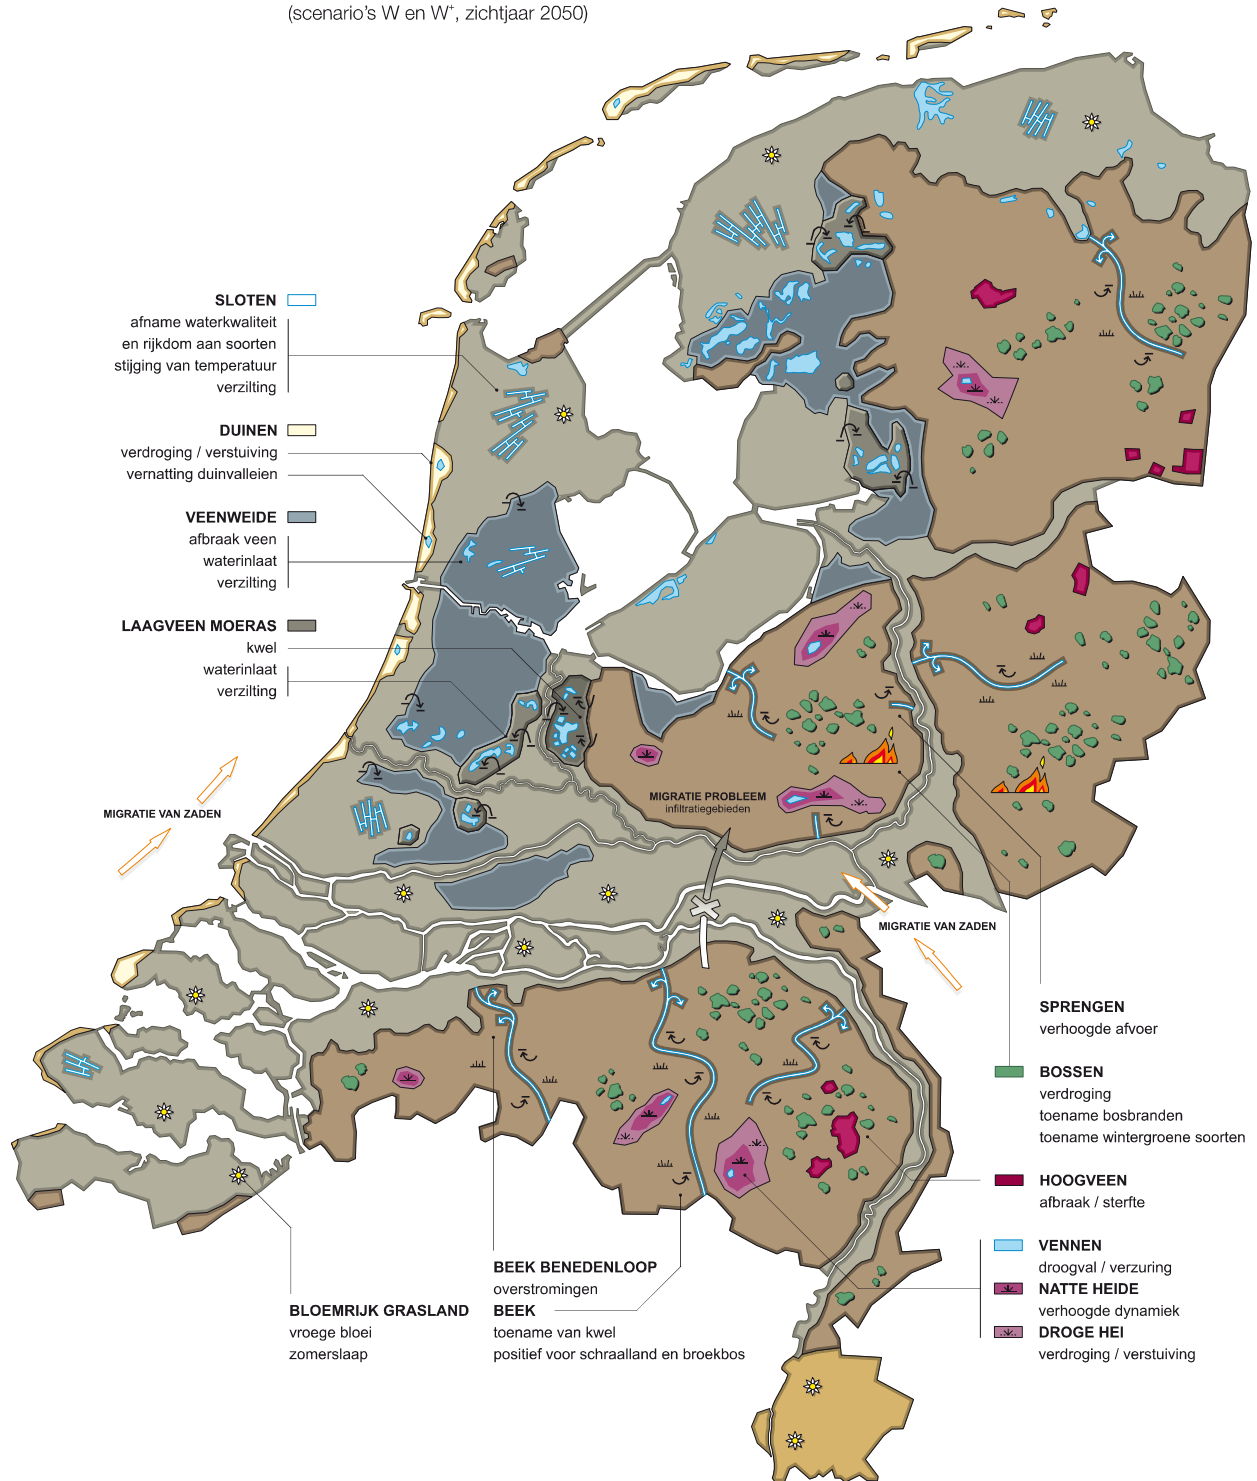 (scenario's W en W+, zichtjaar 2050)
SLOTEN
afname waterkwaliteit
en rijkdom aan soorten
stijging van temperatuur
verzilting
DUINEN
verdroging / verstuiving
vernatting duinvalleien
VEENWEIDE
afbraak veen
waterinlaat
verzilting
LAAGVEEN MOERAS
kwel
waterinlaat
verzilting
MIGRATIE VAN ZADEN
MIGRATIE PROBLEEM
infiltratiegebieden
MIGRATIE VAN ZADEN
SPRENGEN
verhoogde afvoer
BOSSEN
verdroging
toename bosbranden
toename wintergroene soorten
HOOGVEEN
afbraak / sterfte
VENNEN
droogval / verzuring
NATTE HEIDE
verhoogde dynamiek
DROGE HEI
verdroging / verstuiving
BEEK BENEDENLOOP
overstromingen
BEEK
toename van kwel
positief voor schraalland en broekbos
BLOEMRIJK GRASLAND
vroege bloei
zomerslaap